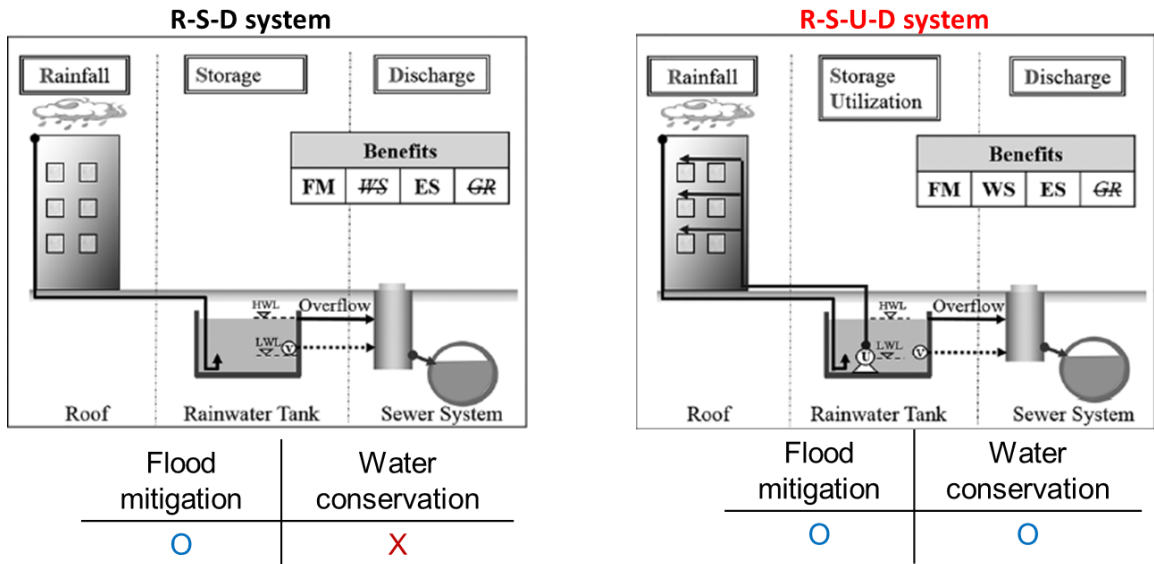 R-S-D system
Rainfall
Storage
Discharge
Benefits
FM WS ES GR
HWL
Overflow
LWL
V
Roof
Rainwater Tank
Sewer System
Flood
mitigation
Water
conservation
O
X
R-S-U-D system
Rainfall
Storage
Utilization
Discharge
Benefits
FM WS ES GR
HWL
Overflow
LWL
U
V
Roof
Rainwater Tank
Sewer System
Flood
mitigation
Water
conservation
O
O